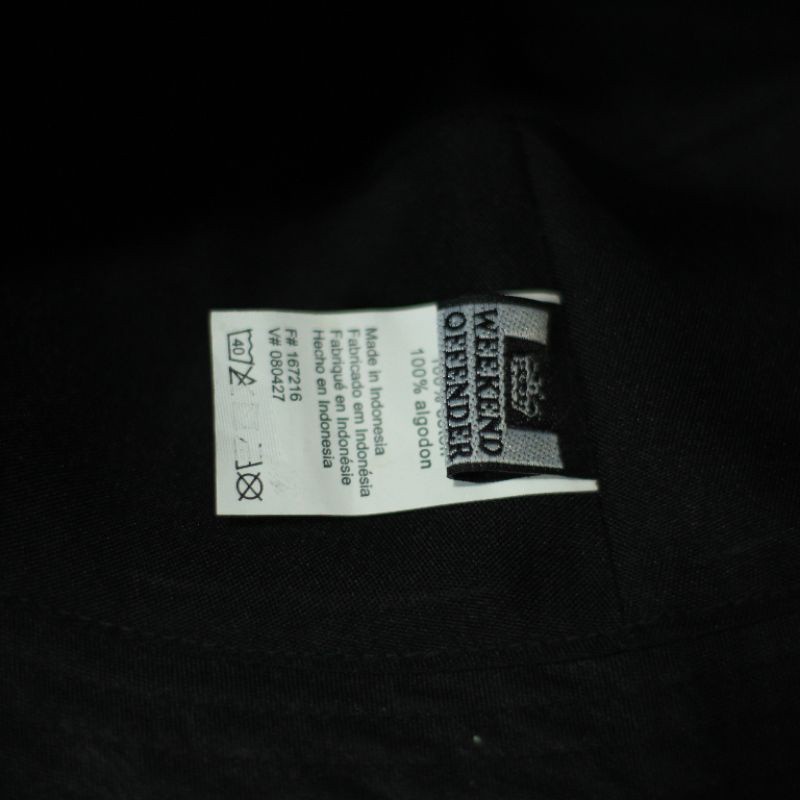 WEEKEND
OFFENDER
100%
100% algodon
Made in Indonesia
Fabricado em Indonésia
Fabriqué en Indonésie
Hecho en Indonesia
F# 167216
V# 080427
40